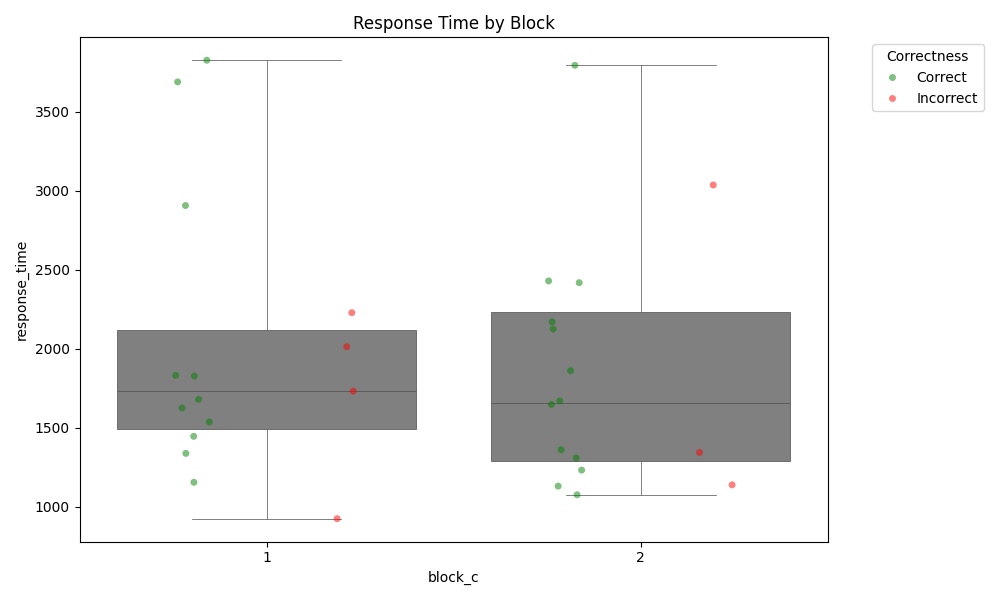 Response Time by Block
Correctness
Correct
Incorrect
3500
3000
2500
2000
1500
1000
response_time
1
2
block_c